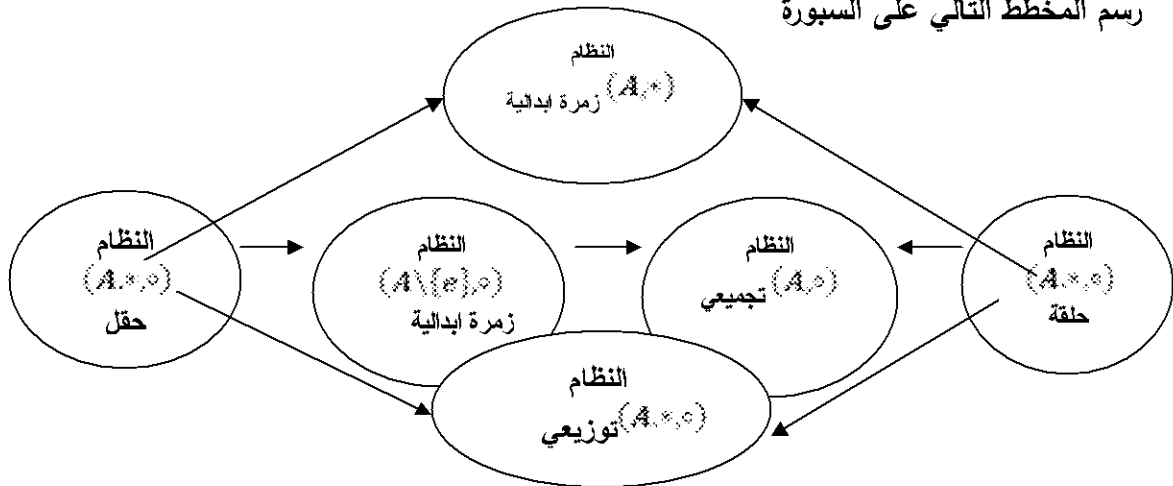 رسم المخطط التالي على السبورة
النظام
(A,*) زمرة ابدالية
النظام
(A,*,∘)
حقل
النظام
(A\{e},∘)
زمرة ابدالية
النظام
(A,∘) تجميعي
النظام
(A,*,∘)
حلقة
النظام
(A,*,∘) توزيعي